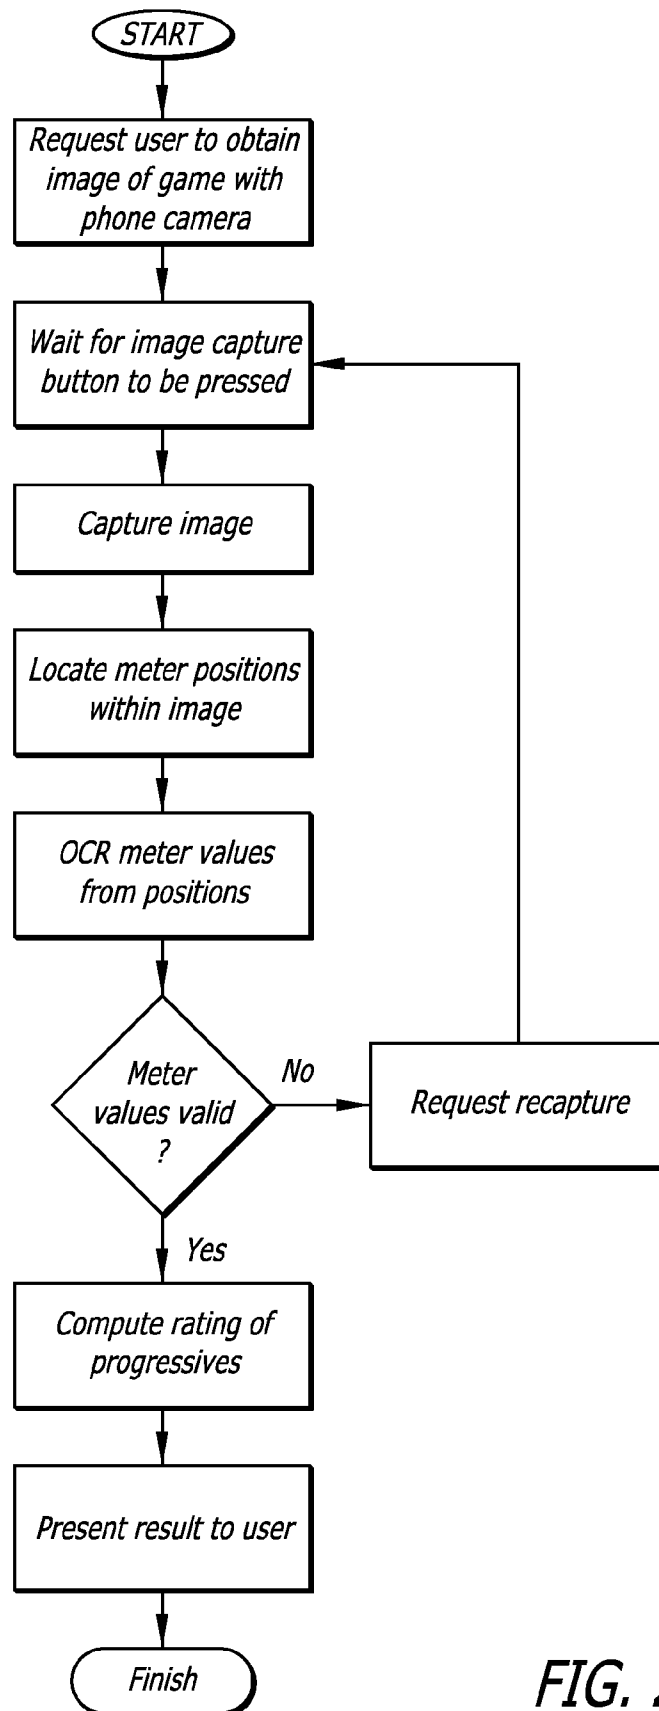 START
Request user to obtain
image of game with
phone camera
Wait for image capture
button to be pressed
Capture image
Locate meter positions
within image
OCR meter values
from positions
Meter
values valid
?
No
Request recapture
Yes
Compute rating of
progressives
Present result to user
Finish
FIG.